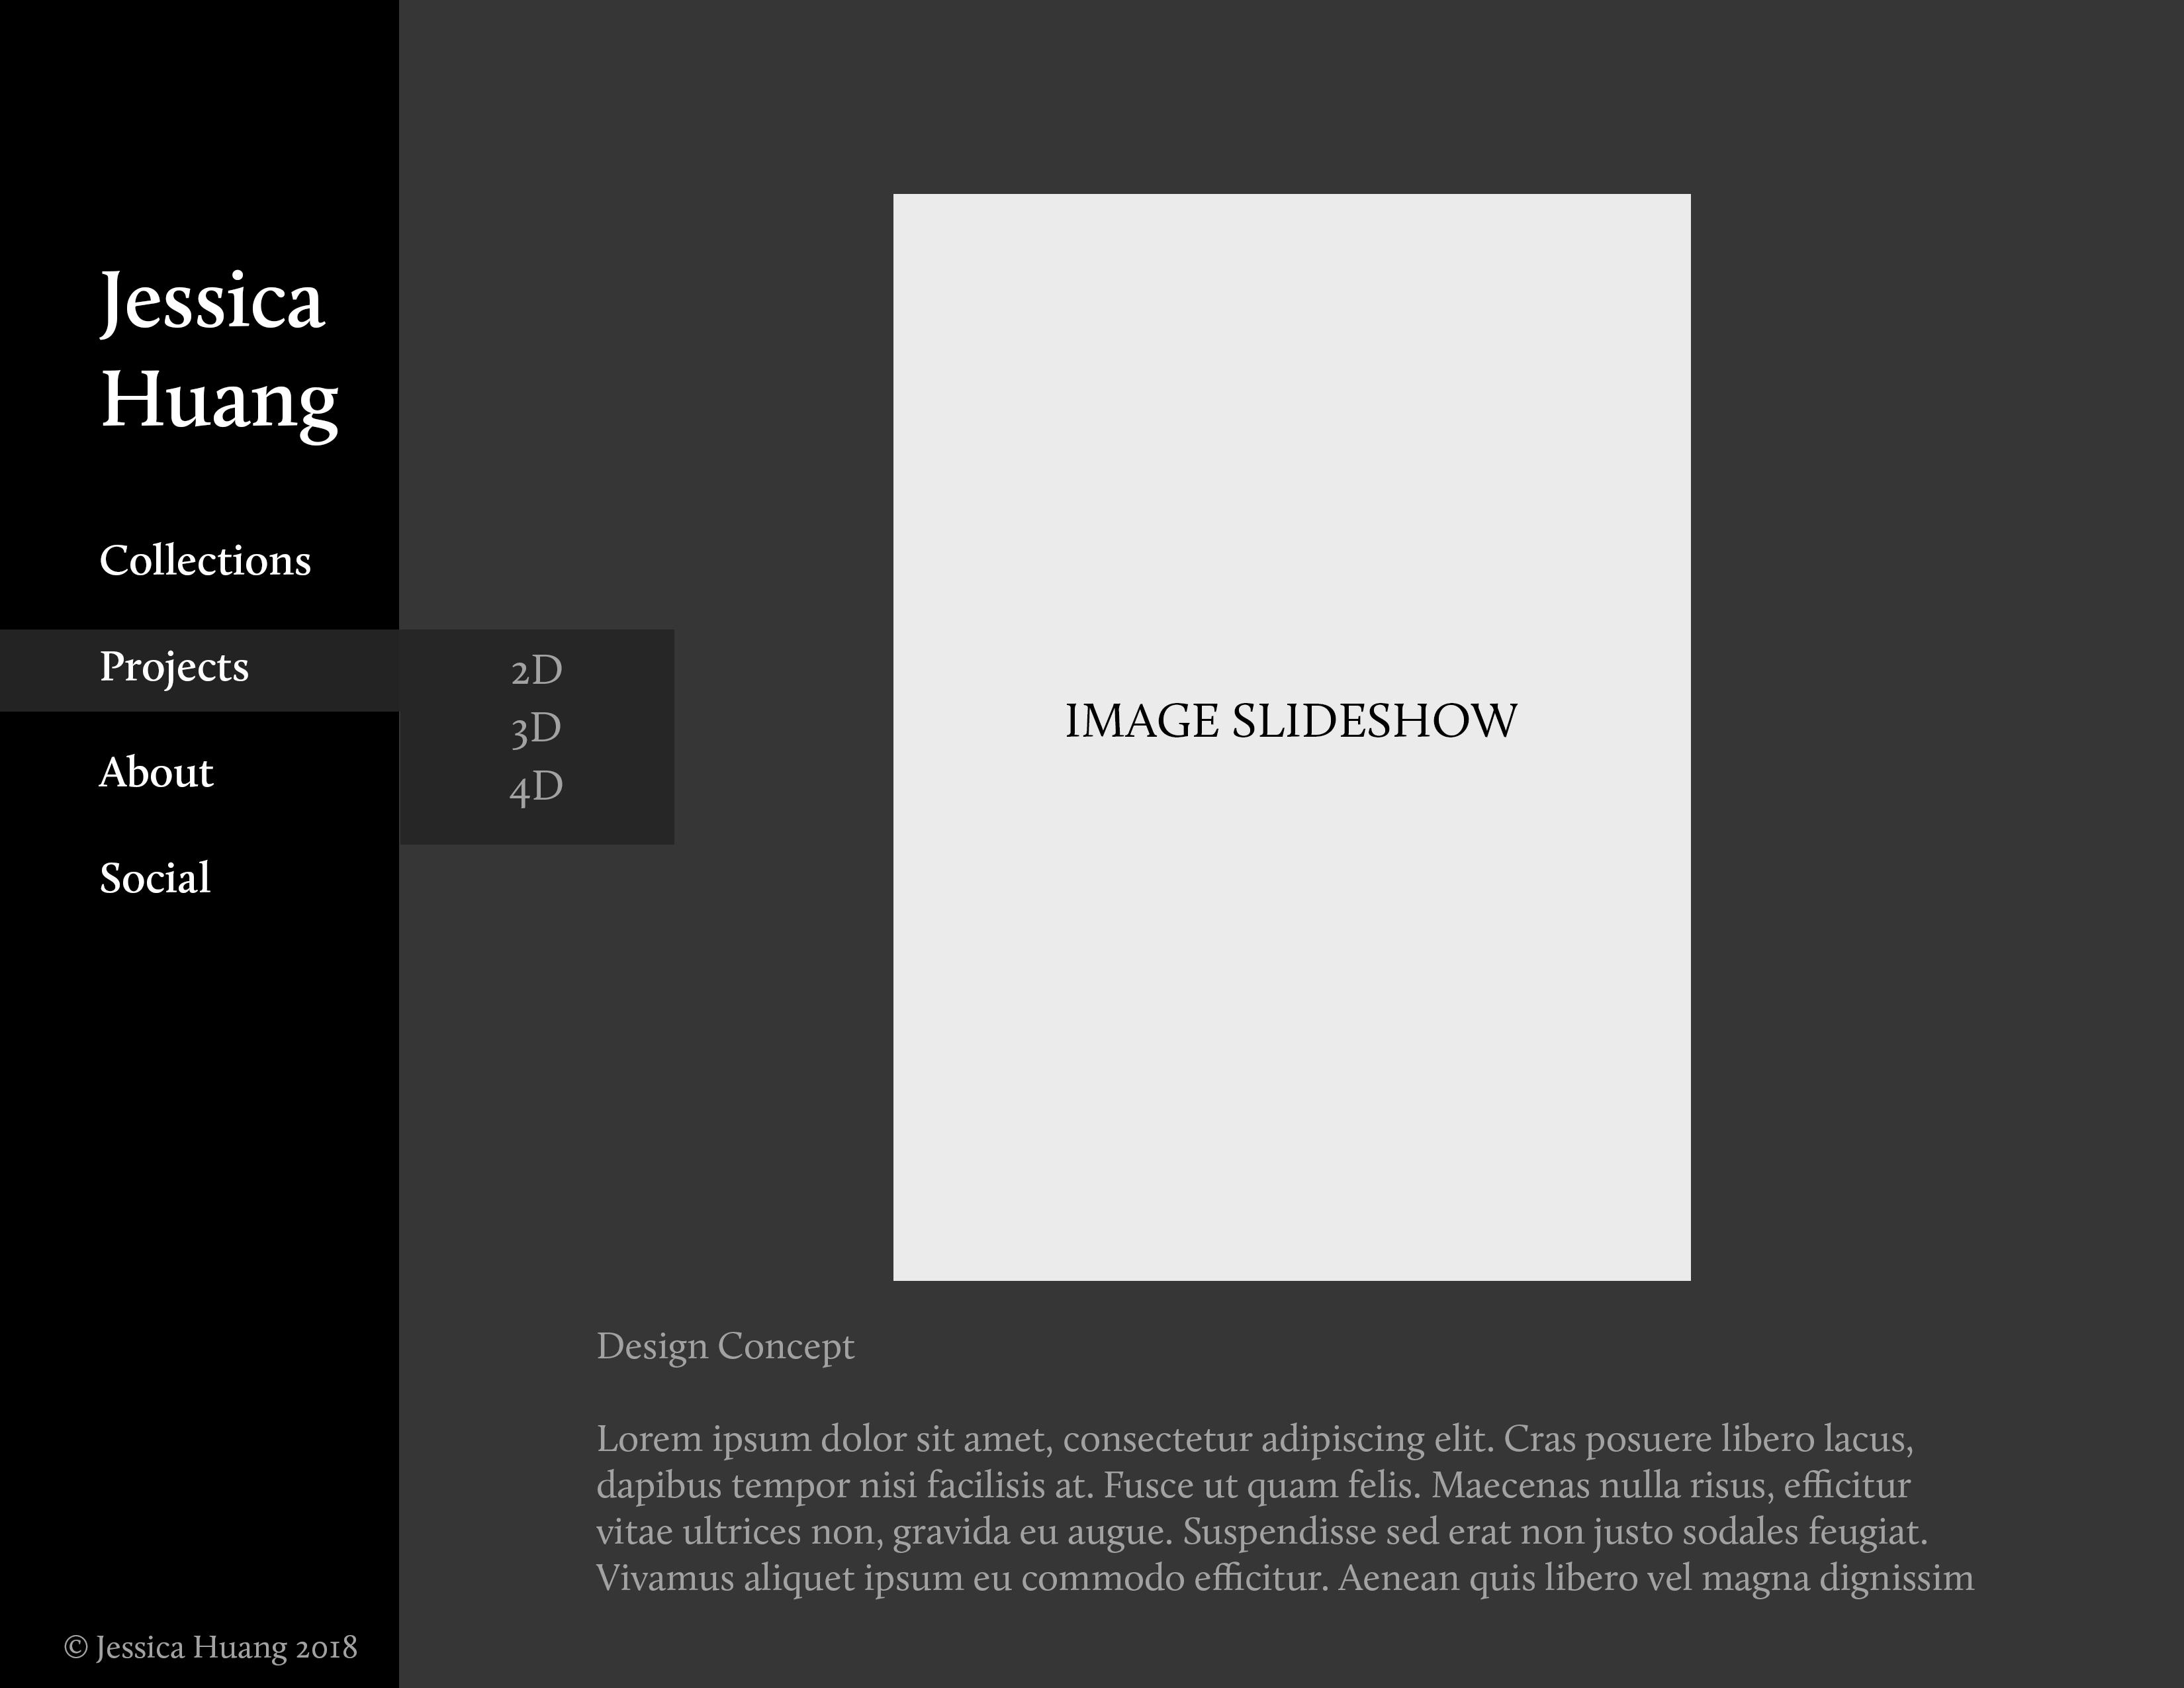 Jessica
Huang
Collections
Projects
About
Social
2D
3D
4D
IMAGE SLIDESHOW
Design Concept
Lorem ipsum dolor sit amet, consectetur adipiscing elit. Cras posuere libero lacus,
dapibus tempor nisi facilisis at. Fusce ut quam felis. Maecenas nulla risus, efficitur
vitae ultrices non, gravida eu augue. Suspendisse sed erat non justo sodales feugiat.
Vivamus aliquet ipsum eu commodo efficitur. Aenean quis libero vel magna dignissim
© Jessica Huang 2018